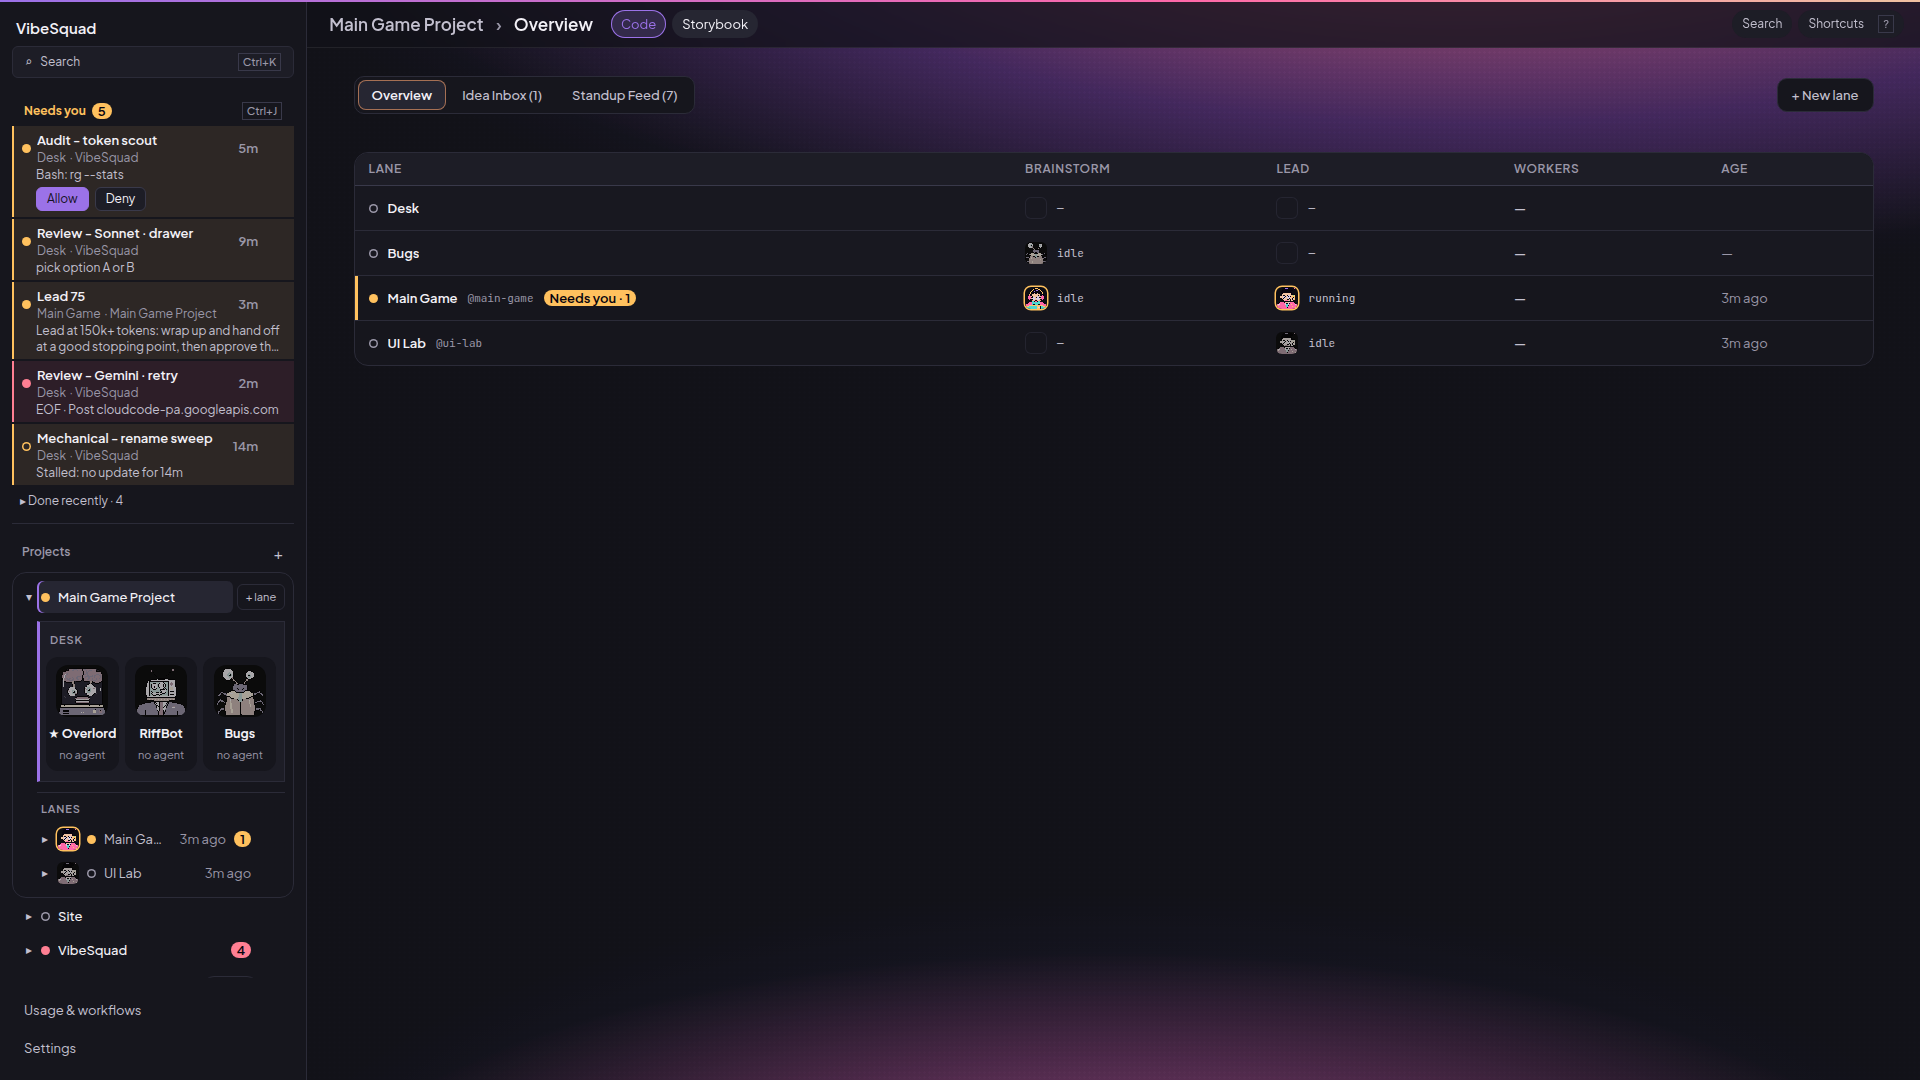 VibeSquad
Search Ctrl+K
Needs you 5 Ctrl+J
Audit – token scout 5m
Desk · VibeSquad
Bash: rg --stats
Allow Deny
Review – Sonnet · drawer 9m
Desk · VibeSquad
pick option A or B
Lead 75 3m
Main Game · Main Game Project
Lead at 150k+ tokens: wrap up and hand off
at a good stopping point, then approve th...
Review – Gemini · retry 2m
Desk · VibeSquad
EOF · Post cloudcode-pa.googleapis.com
Mechanical – rename sweep 14m
Desk · VibeSquad
Stalled: no update for 14m
▸ Done recently · 4
Projects +
▾ Main Game Project + lane
DESK
★ Overlord RiffBot Bugs
no agent no agent no agent
LANES
▸ Main Ga... 3m ago 1
▸ UI Lab 3m ago
▸ Site
▸ VibeSquad 4
Usage & workflows
Settings
Main Game Project › Overview Code Storybook Search Shortcuts ?
Overview Idea Inbox (1) Standup Feed (7) + New lane
LANE BRAINSTORM LEAD WORKERS AGE
Desk – – —
Bugs idle – — —
Main Game @main-game Needs you · 1 idle running — 3m ago
UI Lab @ui-lab – idle — 3m ago